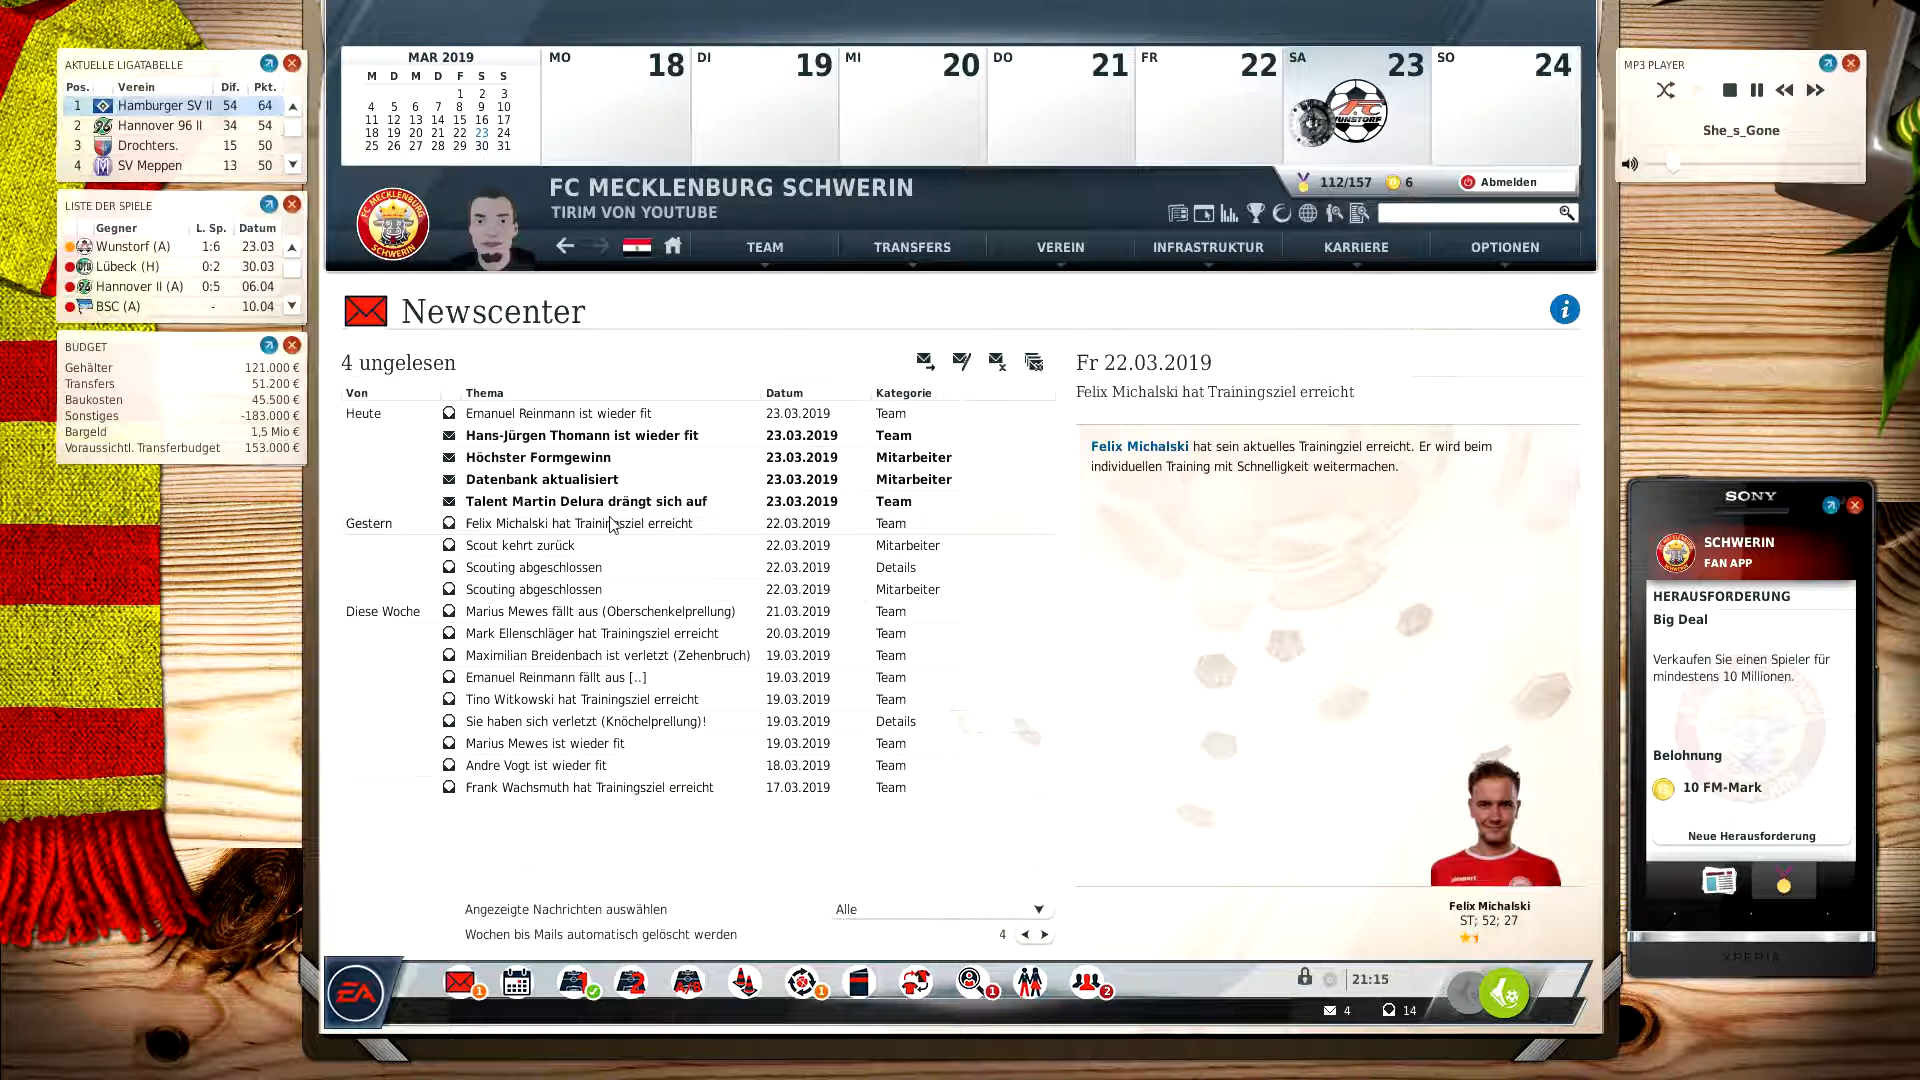 AKTUELLE LIGATABELLE
Pos. Verein Dif. Pkt.
1 Hamburger SV II 54 64
2 Hannover 96 II 34 54
3 Drochters. 15 50
4 SV Meppen 13 50
LISTE DER SPIELE
Gegner L. Sp. Datum
Wunstorf (A) 1:6 23.03
Lübeck (H) 0:2 30.03
Hannover II (A) 0:5 06.04
BSC (A) - 10.04
BUDGET
Gehälter 121.000 €
Transfers 51.200 €
Baukosten 45.500 €
Sonstiges -183.000 €
Bargeld 1,5 Mio €
Voraussichtl. Transferbudget 153.000 €
MAR 2019
M D M D F S S
1 2 3
4 5 6 7 8 9 10
11 12 13 14 15 16 17
18 19 20 21 22 23 24
25 26 27 28 29 30 31
MO 18 DI 19 MI 20 DO 21 FR 22 SA 23 SO 24
FC MECKLENBURG SCHWERIN
TIRIM VON YOUTUBE
112/157 6 Abmelden
TEAM TRANSFERS VEREIN INFRASTRUKTUR KARRIERE OPTIONEN
Newscenter
4 ungelesen
Von Thema Datum Kategorie
Heute Emanuel Reinmann ist wieder fit 23.03.2019 Team
Hans-Jürgen Thomann ist wieder fit 23.03.2019 Team
Höchster Formgewinn 23.03.2019 Mitarbeiter
Datenbank aktualisiert 23.03.2019 Mitarbeiter
Talent Martin Delura drängt sich auf 23.03.2019 Team
Gestern Felix Michalski hat Trainingsziel erreicht 22.03.2019 Team
Scout kehrt zurück 22.03.2019 Mitarbeiter
Scouting abgeschlossen 22.03.2019 Details
Scouting abgeschlossen 22.03.2019 Mitarbeiter
Diese Woche Marius Mewes fällt aus (Oberschenkelprellung) 21.03.2019 Team
Mark Ellenschläger hat Trainingsziel erreicht 20.03.2019 Team
Maximilian Breidenbach ist verletzt (Zehenbruch) 19.03.2019 Team
Emanuel Reinmann fällt aus [..] 19.03.2019 Team
Tino Witkowski hat Trainingsziel erreicht 19.03.2019 Team
Sie haben sich verletzt (Knöchelprellung)! 19.03.2019 Details
Marius Mewes ist wieder fit 19.03.2019 Team
Andre Vogt ist wieder fit 18.03.2019 Team
Frank Wachsmuth hat Trainingsziel erreicht 17.03.2019 Team
Angezeigte Nachrichten auswählen Alle
Wochen bis Mails automatisch gelöscht werden 4
Fr 22.03.2019
Felix Michalski hat Trainingsziel erreicht
Felix Michalski hat sein aktuelles Trainingziel erreicht. Er wird beim
individuellen Training mit Schnelligkeit weitermachen.
Felix Michalski
ST; 52; 27
EA
1 1 2 A/B 1 1 2
21:15
4 14
MP3 PLAYER
She_s_Gone
SONY
SCHWERIN
FAN APP
HERAUSFORDERUNG
Big Deal
Verkaufen Sie einen Spieler für
mindestens 10 Millionen.
Belohnung
10 FM-Mark
Neue Herausforderung
XPERIA